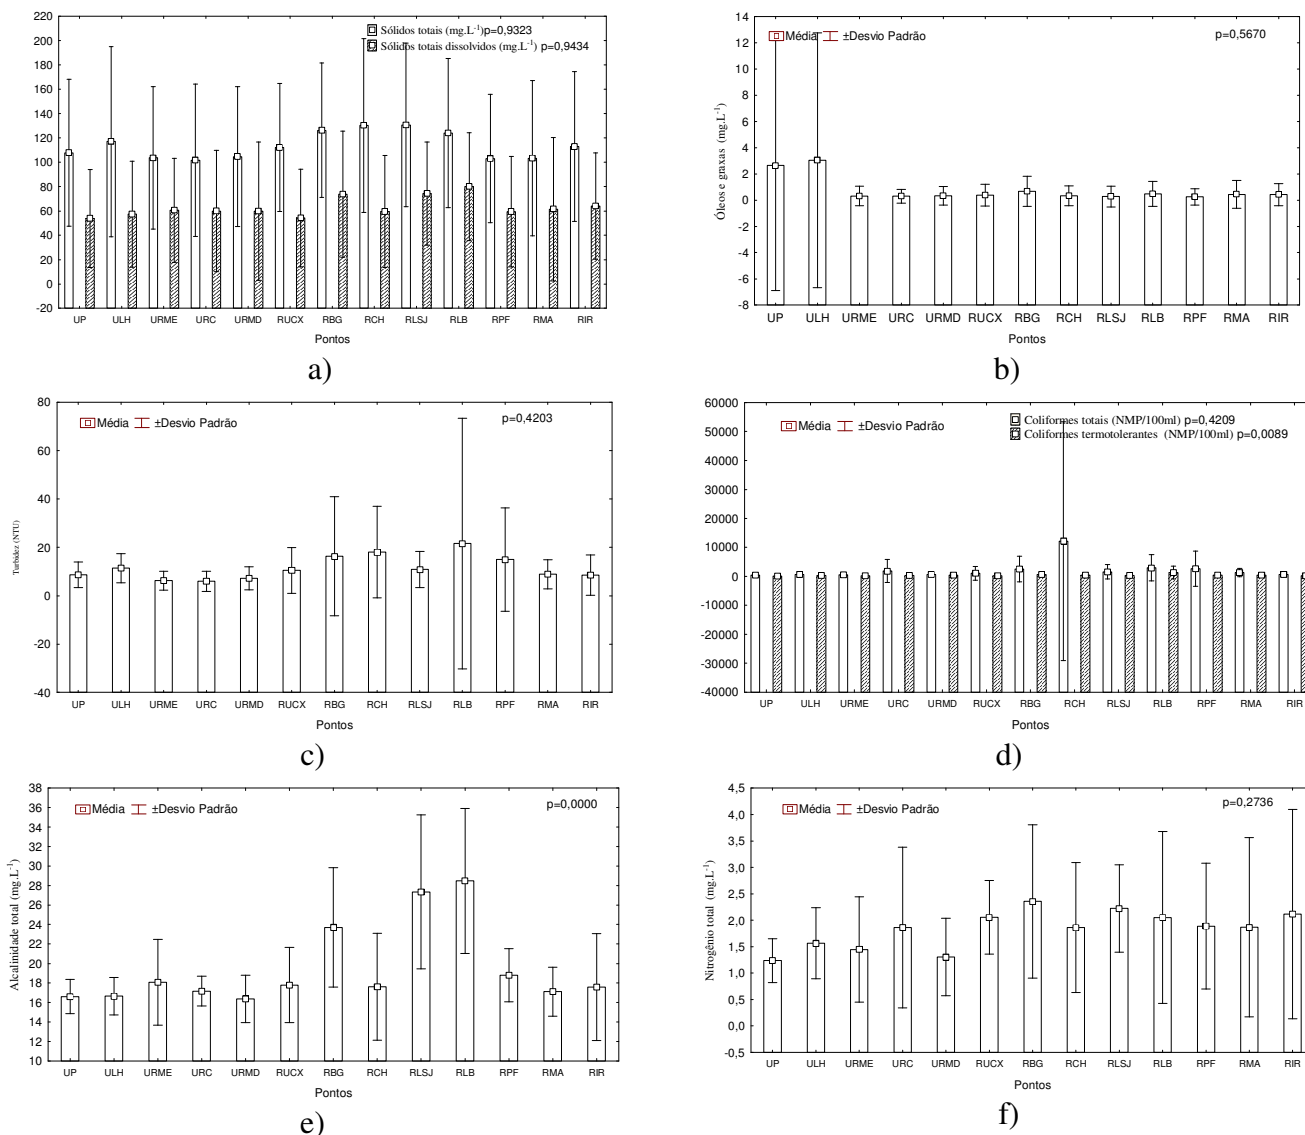 220
200
180
160
140
120
100
80
60
40
20
0
-20
Sólidos totais (mg.L-1)p=0,9323
Sólidos totais dissolvidos (mg.L-1) p=0,9434
UP ULH URME URC URMD RUCX RBG RCH RLSJ RLB RPF RMA RIR
Pontos
a)
14
12
10
8
6
4
2
0
-2
-4
-6
-8
Óleos e graxas (mg.L-1)
Média ±Desvio Padrão
p=0,5670
UP ULH URME URC URMD RUCX RBG RCH RLSJ RLB RPF RMA RIR
Pontos
b)
80
60
40
20
0
-20
-40
Turbidez (NTU)
Média ±Desvio Padrão
p=0,4203
UP ULH URME URC URMD RUCX RBG RCH RLSJ RLB RPF RMA RIR
Pontos
c)
60000
50000
40000
30000
20000
10000
0
-10000
-20000
-30000
-40000
Média ±Desvio Padrão
Coliformes totais (NMP/100ml) p=0,4209
Coliformes termotolerantes (NMP/100ml) p=0,0089
UP ULH URME URC URMD RUCX RBG RCH RLSJ RLB RPF RMA RIR
Pontos
d)
38
36
34
32
30
28
26
24
22
20
18
16
14
12
10
Alcalinidade total (mg.L-1)
Média ±Desvio Padrão
p=0,0000
UP ULH URME URC URMD RUCX RBG RCH RLSJ RLB RPF RMA RIR
Pontos
e)
4,5
4,0
3,5
3,0
2,5
2,0
1,5
1,0
0,5
0,0
-0,5
Nitrogênio total (mg.L-1)
Média ±Desvio Padrão
p=0,2736
UP ULH URME URC URMD RUCX RBG RCH RLSJ RLB RPF RMA RIR
Pontos
f)